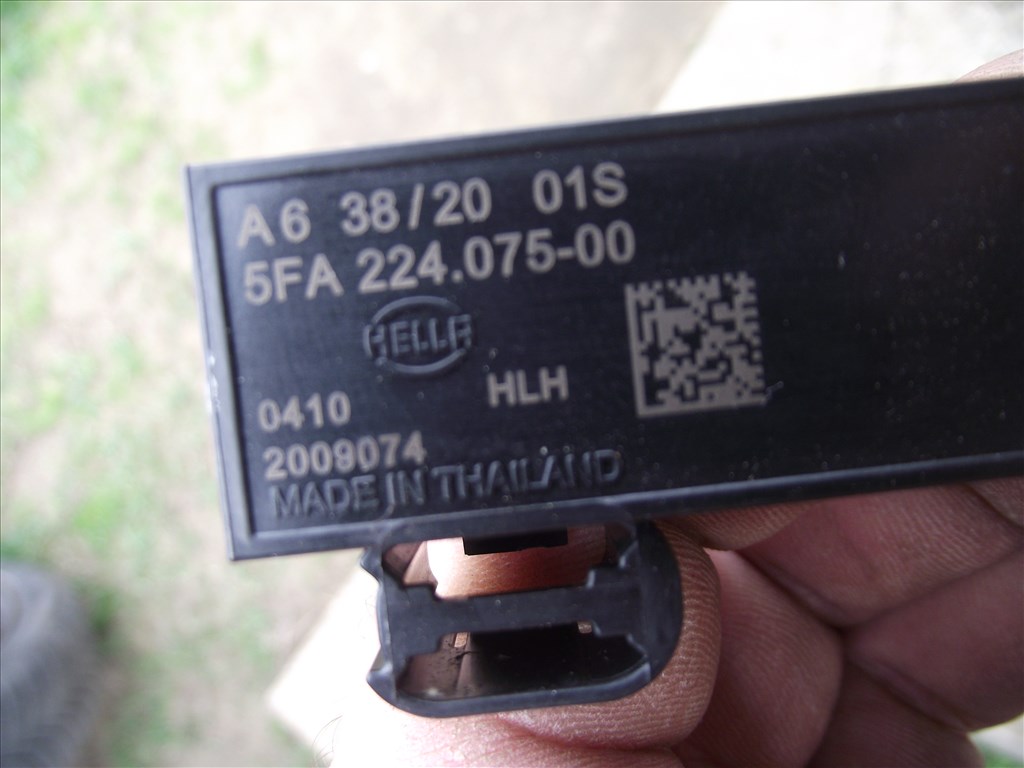 A6 38/20 01S
5FA 224.075-00
HELLA
HLH
0410
2009074
MADE IN THAILAND